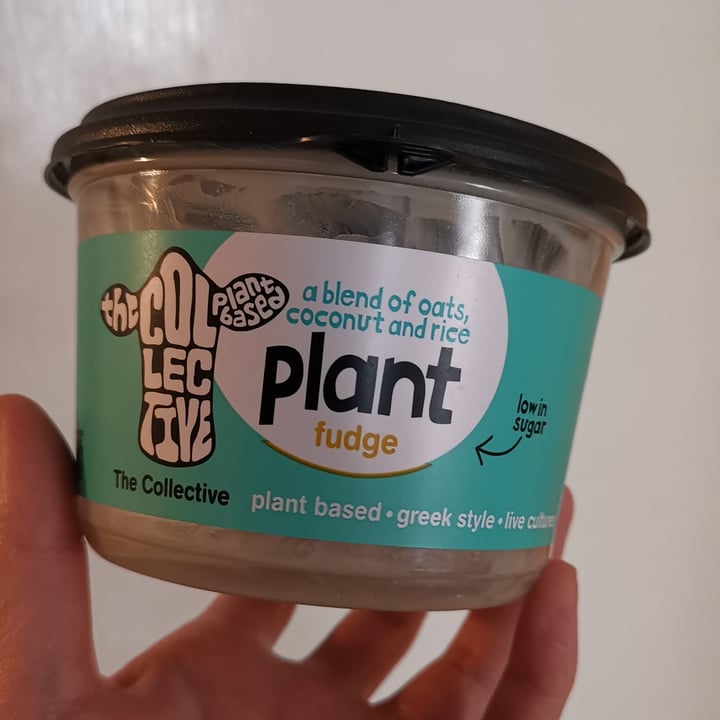 the
COL
LEC
TIVE
plant
based
The Collective
a blend of oats,
coconut and rice
plant
fudge
low in
sugar
plant based • greek style • live cultures